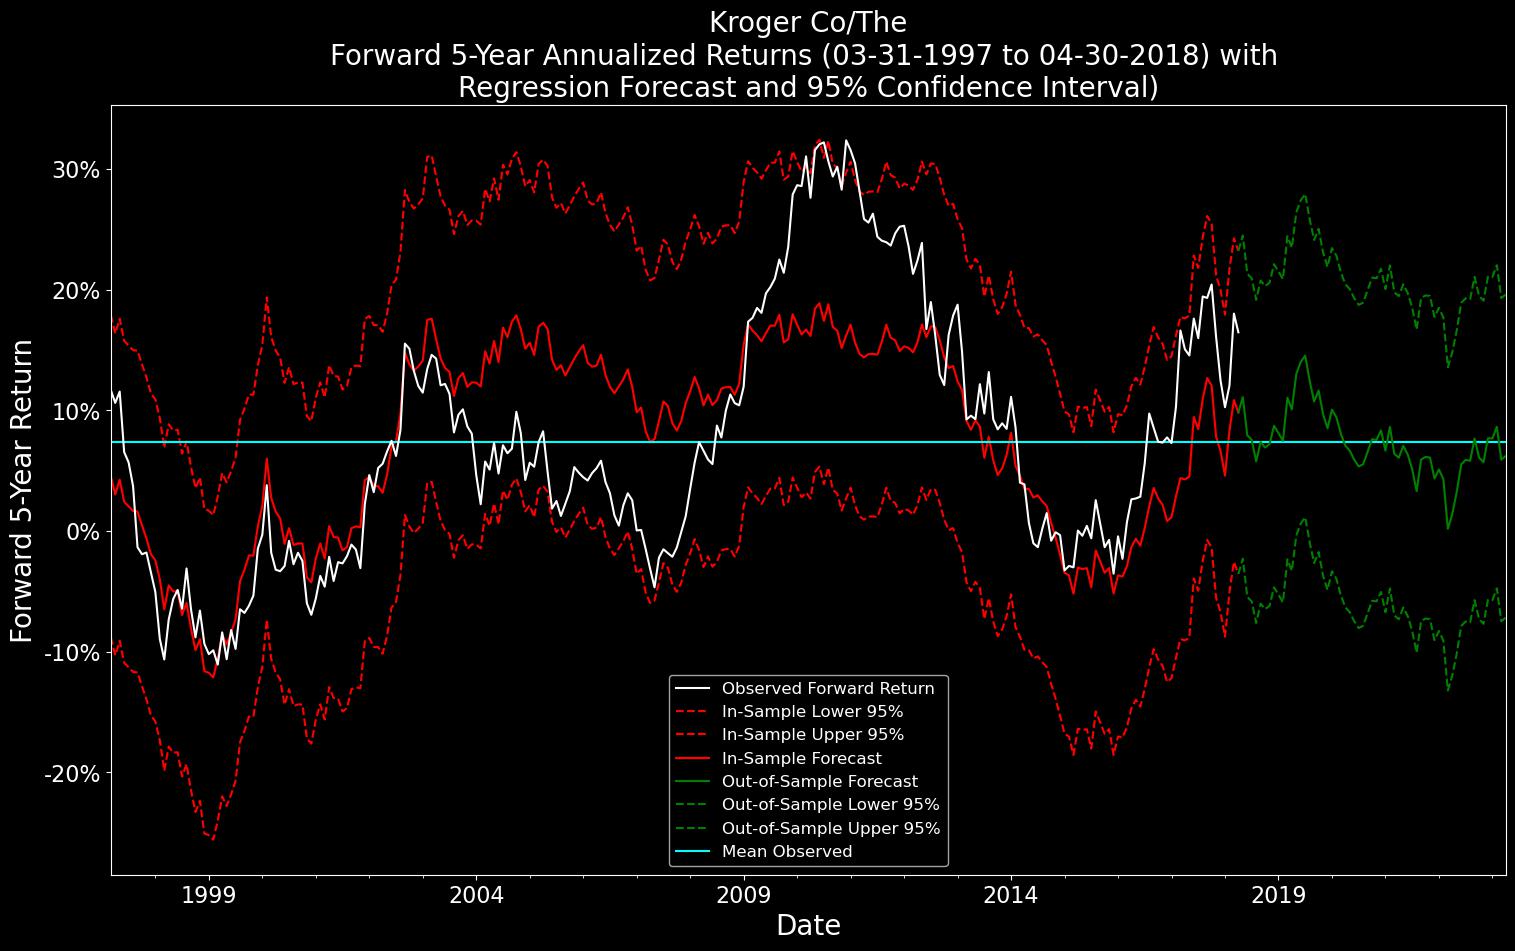 Kroger Co/The
Forward 5-Year Annualized Returns (03-31-1997 to 04-30-2018) with
Regression Forecast and 95% Confidence Interval)
Forward 5-Year Return
30%
20%
10%
0%
-10%
-20%
Observed Forward Return
In-Sample Lower 95%
In-Sample Upper 95%
In-Sample Forecast
Out-of-Sample Forecast
Out-of-Sample Lower 95%
Out-of-Sample Upper 95%
Mean Observed
1999 2004 2009 2014 2019
Date